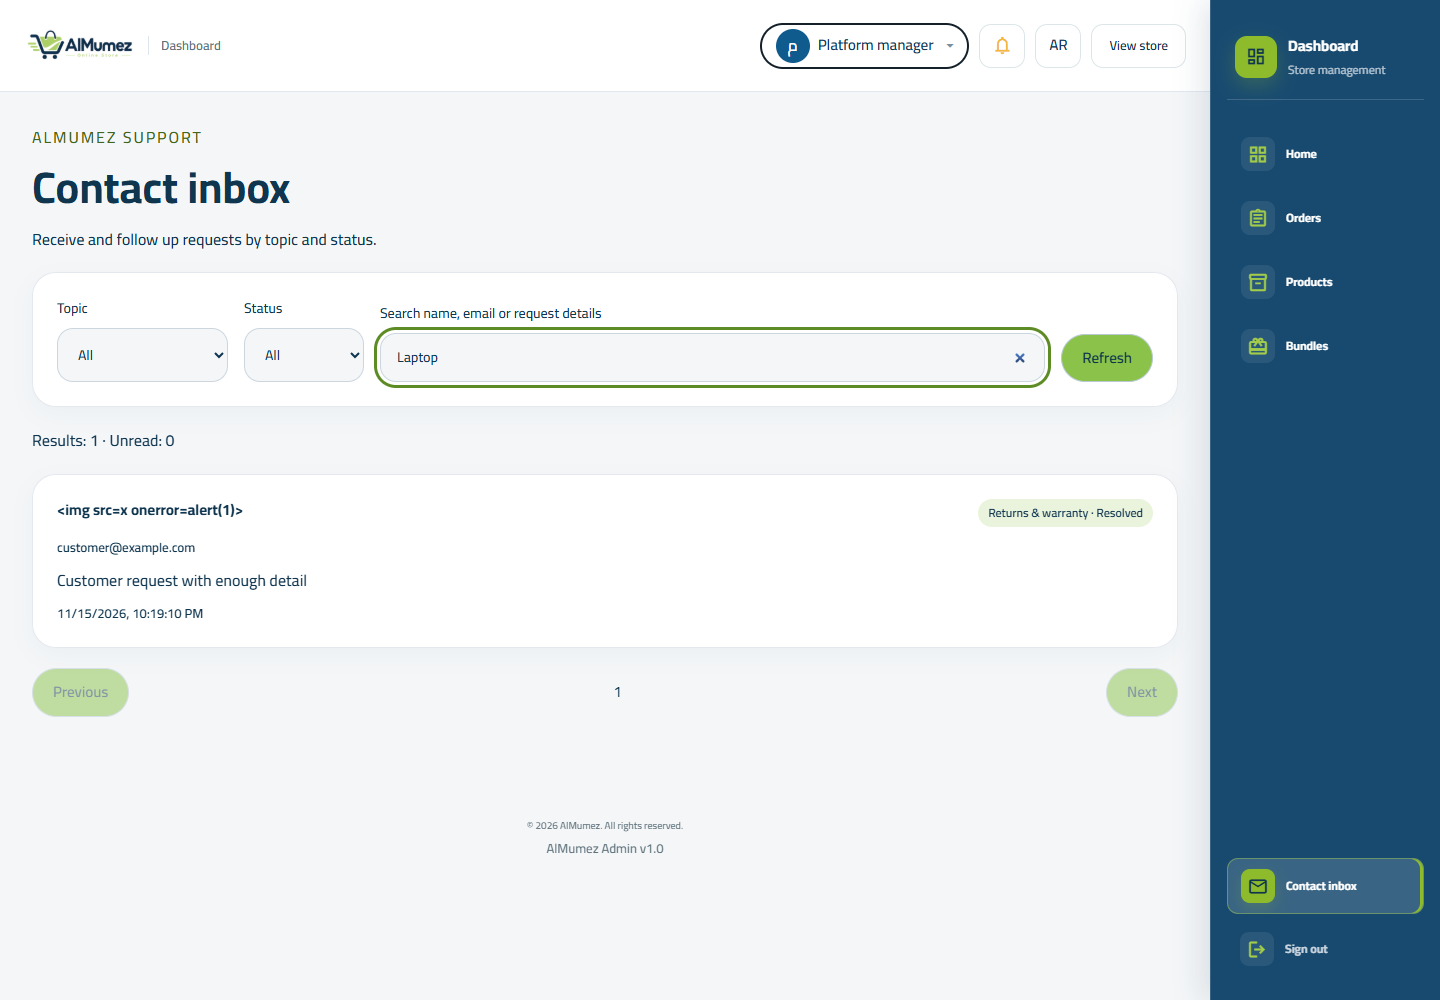 AlMumez
Online Store
Dashboard
م
Platform manager
AR
View store
Dashboard
Store management
Home
Orders
Products
Bundles
Contact inbox
Sign out
ALMUMEZ SUPPORT
Contact inbox
Receive and follow up requests by topic and status.
Topic
Status
Search name, email or request details
All
All
Laptop
Refresh
Results: 1 · Unread: 0
<img src=x onerror=alert(1)>
Returns & warranty · Resolved
customer@example.com
Customer request with enough detail
11/15/2026, 10:19:10 PM
Previous
1
Next
© 2026 AlMumez. All rights reserved.
AlMumez Admin v1.0